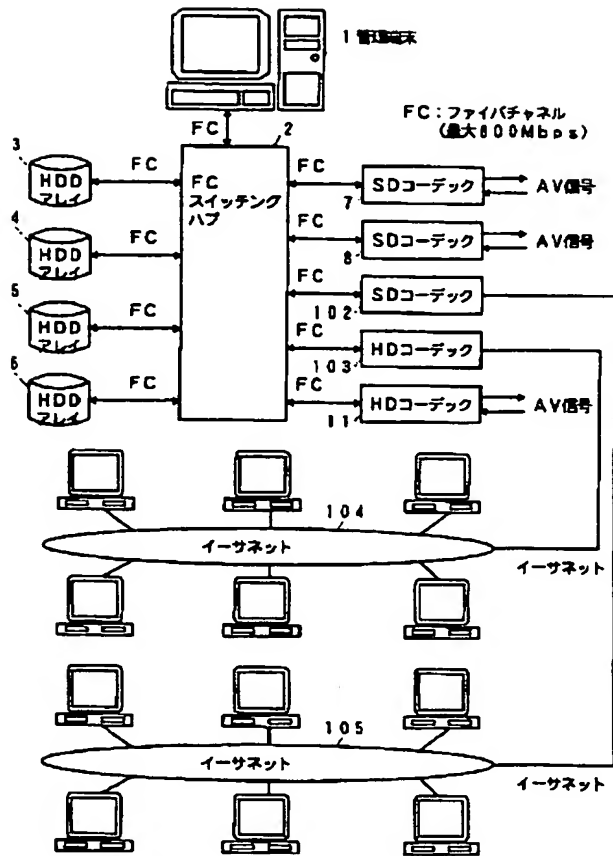 1 管理端末
FC:ファイバチャネル
(最大800Mbps)
FC
2
3
HDD
アレイ
FC
4
HDD
アレイ
FC
5
HDD
アレイ
FC
6
HDD
アレイ
FC
FC
スイッチング
ハブ
FC
SDコーデック
7
AV信号
FC
SDコーデック
8
AV信号
FC
SDコーデック
102
FC
HDコーデック
103
FC
HDコーデック
11
AV信号
104
イーサネット
イーサネット
105
イーサネット
イーサネット